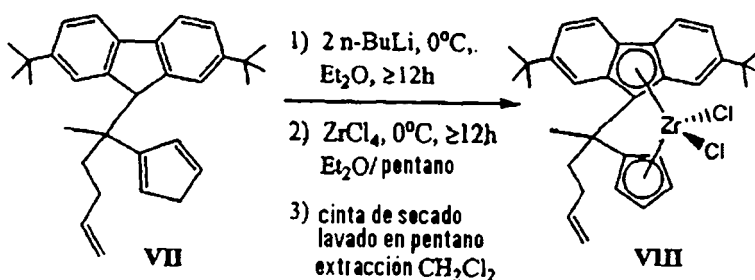 1) 2 n-BuLi, 0°C,.
Et₂O, ≥12h
2) ZrCl₄, 0°C, ≥12h
Et₂O/ pentano
3) cinta de secado
lavado en pentano
extracción CH₂Cl₂
VII
Zr
Cl
Cl
VIII